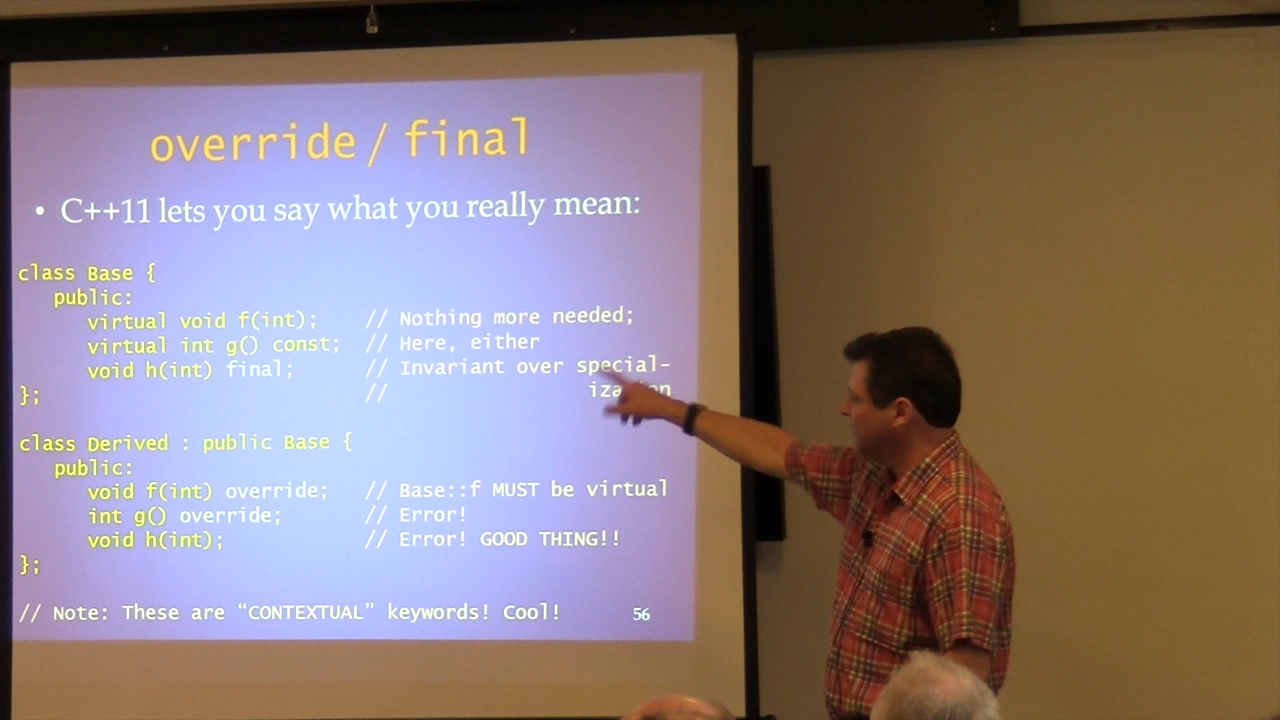 override / final
• C++11 lets you say what you really mean:
class Base {
public:
virtual void f(int); // Nothing more needed;
virtual int g() const; // Here, either
void h(int) final; // Invariant over special-
}; //
class Derived : public Base {
public:
void f(int) override; // Base::f MUST be virtual
int g() override; // Error!
void h(int); // Error! GOOD THING!!
};
// Note: These are “CONTEXTUAL” keywords! Cool! 56